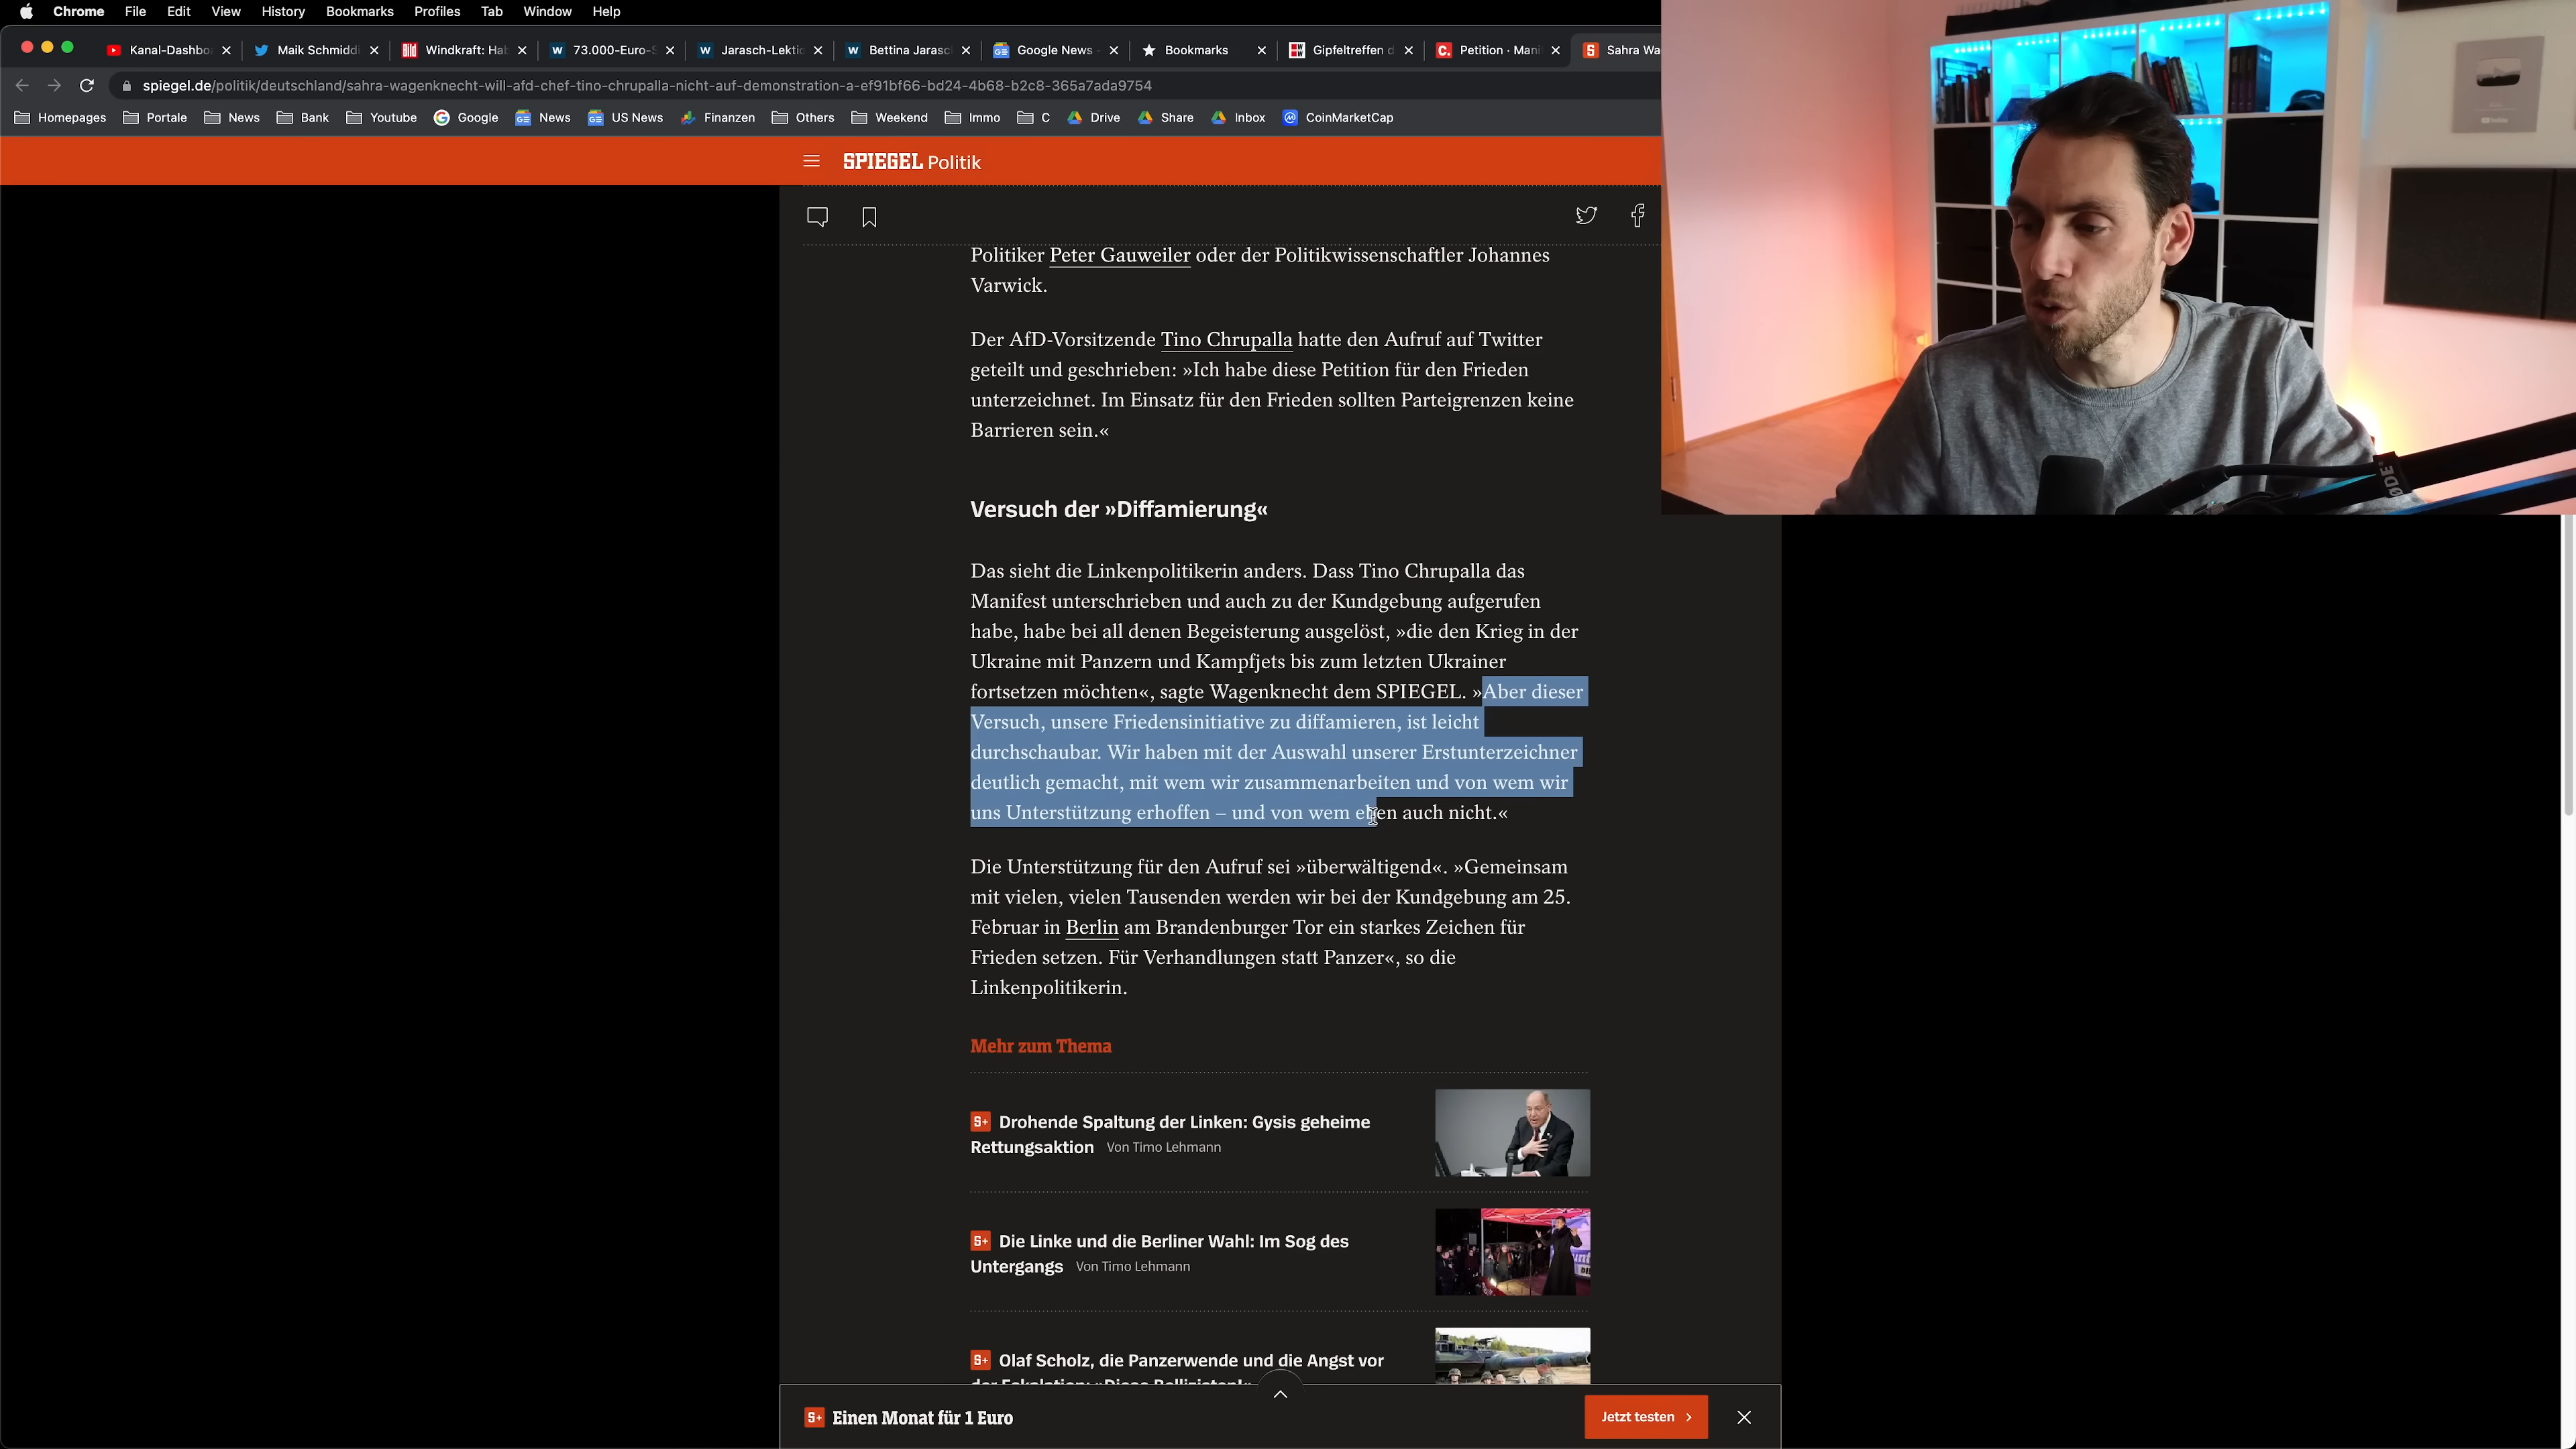 Chrome File Edit View History Bookmarks Profiles Tab Window Help
Kanal-Dashbo
Maik Schmiddi
Bild
Windkraft: Hab
W
73.000-Euro-S
W
Jarasch-Lektio
W
Bettina Jarasc
Google News -
Bookmarks
Gipfeltreffen d
C.
Petition · Mani
S
Sahra Wa
spiegel.de/politik/deutschland/sahra-wagenknecht-will-afd-chef-tino-chrupalla-nicht-auf-demonstration-a-ef91bf66-bd24-4b68-b2c8-365a7ada9754
Homepages Portale News Bank Youtube Google News US News Finanzen Others Weekend Immo C Drive Share Inbox CoinMarketCap
SPIEGEL Politik
Politiker Peter Gauweiler oder der Politikwissenschaftler Johannes
Varwick.
Der AfD-Vorsitzende Tino Chrupalla hatte den Aufruf auf Twitter
geteilt und geschrieben: »Ich habe diese Petition für den Frieden
unterzeichnet. Im Einsatz für den Frieden sollten Parteigrenzen keine
Barrieren sein.«
Versuch der »Diffamierung«
Das sieht die Linkenpolitikerin anders. Dass Tino Chrupalla das
Manifest unterschrieben und auch zu der Kundgebung aufgerufen
habe, habe bei all denen Begeisterung ausgelöst, »die den Krieg in der
Ukraine mit Panzern und Kampfjets bis zum letzten Ukrainer
fortsetzen möchten«, sagte Wagenknecht dem SPIEGEL. »Aber dieser
Versuch, unsere Friedensinitiative zu diffamieren, ist leicht
durchschaubar. Wir haben mit der Auswahl unserer Erstunterzeichner
deutlich gemacht, mit wem wir zusammenarbeiten und von wem wir
uns Unterstützung erhoffen – und von wem eben auch nicht.«
Die Unterstützung für den Aufruf sei »überwältigend«. »Gemeinsam
mit vielen, vielen Tausenden werden wir bei der Kundgebung am 25.
Februar in Berlin am Brandenburger Tor ein starkes Zeichen für
Frieden setzen. Für Verhandlungen statt Panzer«, so die
Linkenpolitikerin.
Mehr zum Thema
S+ Drohende Spaltung der Linken: Gysis geheime
Rettungsaktion Von Timo Lehmann
S+ Die Linke und die Berliner Wahl: Im Sog des
Untergangs Von Timo Lehmann
S+ Olaf Scholz, die Panzerwende und die Angst vor
S+ Einen Monat für 1 Euro
Jetzt testen
RØDE.